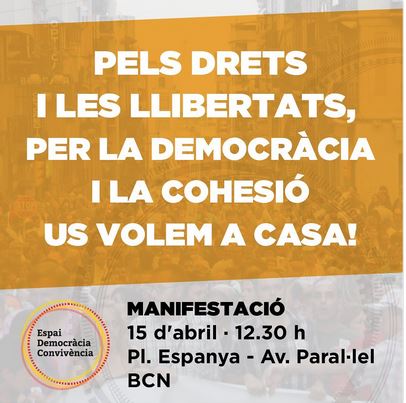 PELS DRETS
I LES LLIBERTATS,
PER LA DEMOCRÀCIA
I LA COHESIÓ
US VOLEM A CASA!
Espai
Democràcia
Convivència
MANIFESTACIÓ
15 d'abril · 12.30 h
Pl. Espanya - Av. Paral·lel
BCN